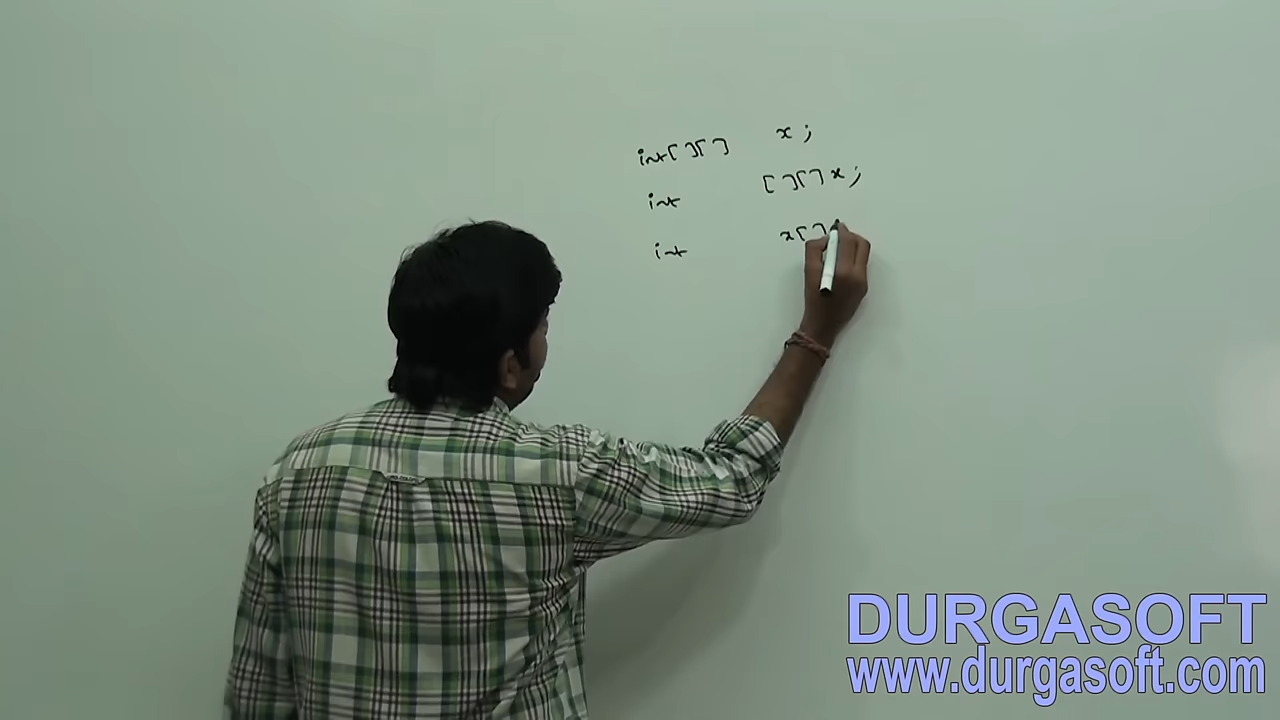 int[][] x;
int [][] x;
int x[]
DURGASOFT
www.durgasoft.com